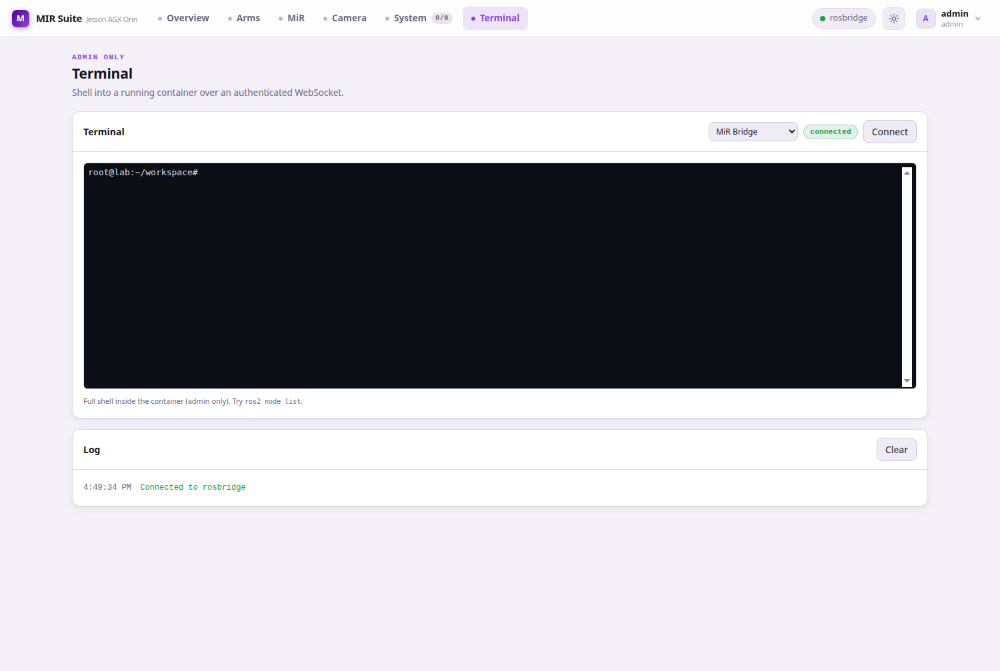 M MIR Suite Jetson AGX Orin Overview Arms MiR Camera System 0/6 Terminal rosbridge A admin
admin
ADMIN ONLY
Terminal
Shell into a running container over an authenticated WebSocket.
Terminal MiR Bridge connected Connect
root@lab:~/workspace#
Full shell inside the container (admin only). Try ros2 node list.
Log Clear
4:49:34 PM Connected to rosbridge